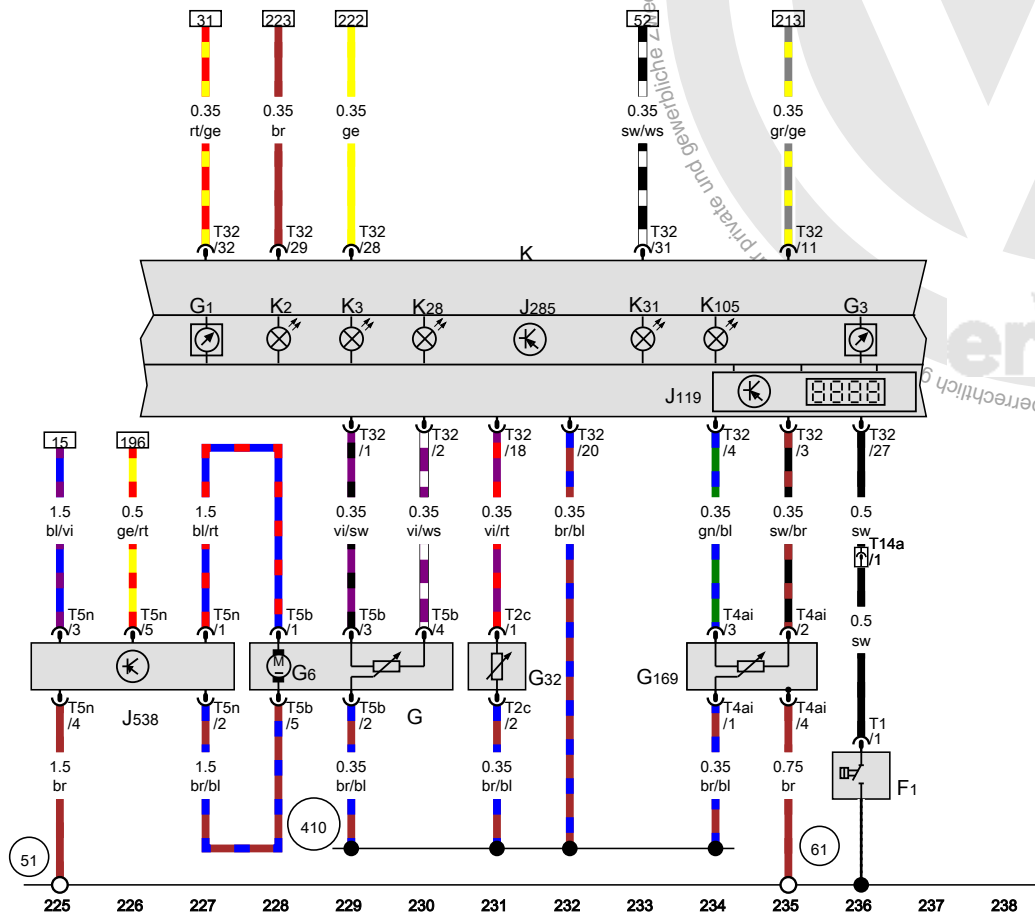 31 223 222 52 213
0.35 0.35 0.35 0.35 0.35
rt/ge br ge sw/ws gr/ge
T32 /32 T32 /29 T32 /28 T32 /31 T32 /11
K
G1 K2 K3 K28 J285 K31 K105 G3
J119
8888
15 196
T32 /1 T32 /2 T32 /18 T32 /20 T32 /4 T32 /3 T32 /27
1.5 0.5 1.5 0.35 0.35 0.35 0.35 0.35 0.35 0.5
bl/vi ge/rt bl/rt vi/sw vi/ws vi/rt br/bl gn/bl sw/br sw
T14a /1
0.5
sw
T5n /3 T5n /5 T5n /1 T5b /1 T5b /3 T5b /4 T2c /1 T4ai /3 T4ai /2
M G6 G32 G169
T5n /4 J538 T5n /2 T5b /5 T5b /2 G T2c /2 T4ai /1 T4ai /4 T1 /1
1.5 1.5 0.35 0.35 0.35 0.75
br br/bl br/bl br/bl br/bl br
F1
51 410 61
225 226 227 228 229 230 231 232 233 234 235 236 237 238
r private und gewerbliche